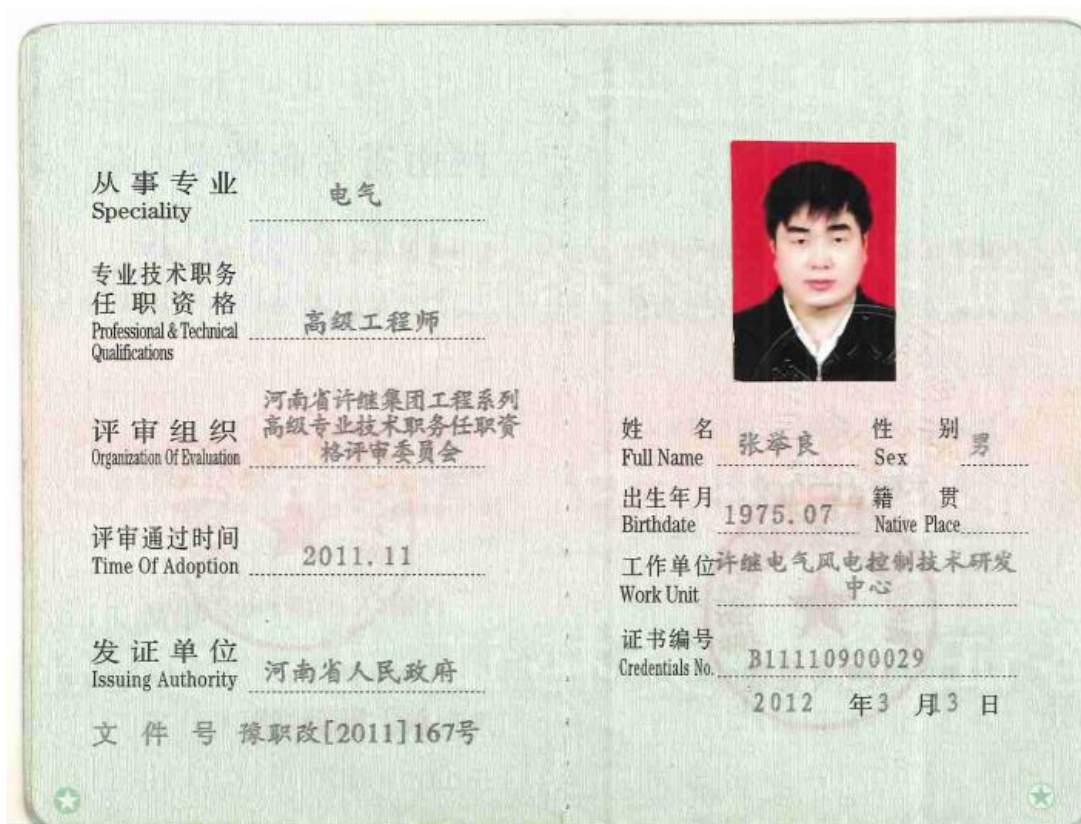 从事专业 电气
Speciality
专业技术职务
任职资格 高级工程师
Professional & Technical
Qualifications
河南省许继集团工程系列
评审组织 高级专业技术职务任职资
Organization Of Evaluation 格评审委员会
评审通过时间 2011.11
Time Of Adoption
发证单位 河南省人民政府
Issuing Authority
文件号 豫职改[2011]167号
姓名 张举良 性别 男
Full Name Sex
出生年月 1975.07 籍贯
Birthdate Native Place
工作单位 许继电气风电控制技术研发
Work Unit 中心
证书编号 B11110900029
Credentials No.
2012 年3 月13 日